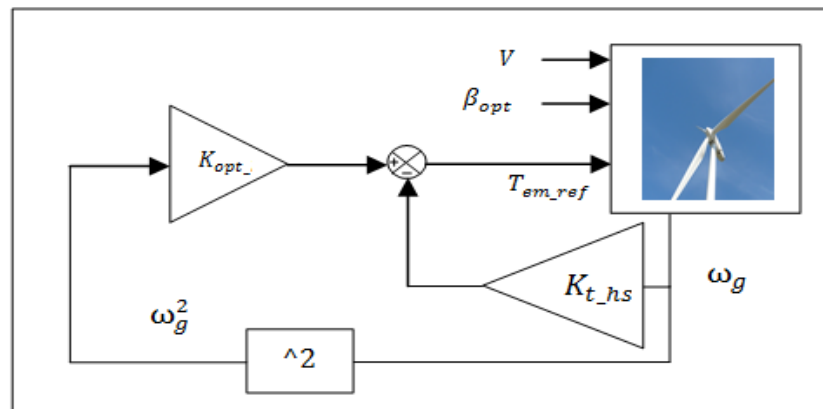 V
β_opt
K_opt_.
+
−
T_em_ref
K_t_hs
ω_g
ω_g^2
^2